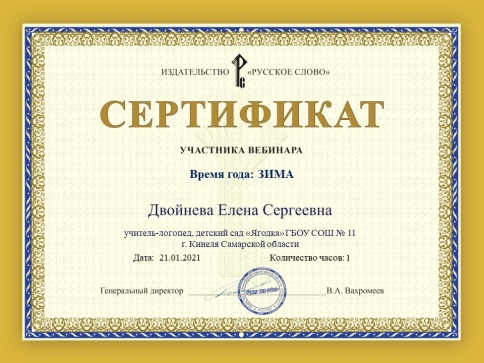 ИЗДАТЕЛЬСТВО «РУССКОЕ СЛОВО»
СЕРТИФИКАТ
УЧАСТНИКА ВЕБИНАРА
Время года: ЗИМА
Двойнева Елена Сергеевна
учитель-логопед, детский сад «Ягодка» ГБОУ СОШ № 11
г. Кинеля Самарской области
Дата: 21.01.2021 Количество часов: 1
Генеральный директор В.А. Вахромеев